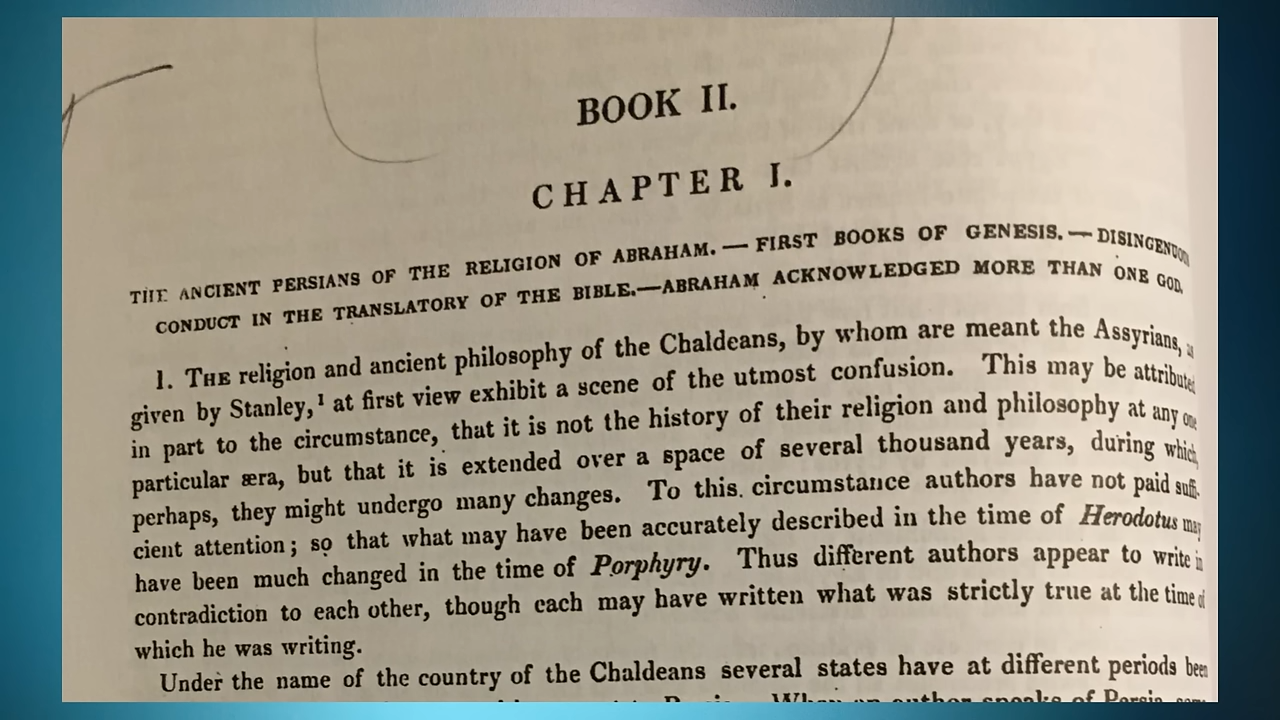 BOOK II.
CHAPTER I.
THE ANCIENT PERSIANS OF THE RELIGION OF ABRAHAM. — FIRST BOOKS OF GENESIS. — DISINGENUOUS
CONDUCT IN THE TRANSLATORY OF THE BIBLE.—ABRAHAM ACKNOWLEDGED MORE THAN ONE GOD.
1. THE religion and ancient philosophy of the Chaldeans, by whom are meant the Assyrians, as
given by Stanley,¹ at first view exhibit a scene of the utmost confusion. This may be attributed
in part to the circumstance, that it is not the history of their religion and philosophy at any one
particular æra, but that it is extended over a space of several thousand years, during which,
perhaps, they might undergo many changes. To this circumstance authors have not paid suffi-
cient attention; so that what may have been accurately described in the time of Herodotus may
have been much changed in the time of Porphyry. Thus different authors appear to write in
contradiction to each other, though each may have written what was strictly true at the time of
which he was writing.
Under the name of the country of the Chaldeans several states have at different periods been
Persia. When an author speaks of Persia,